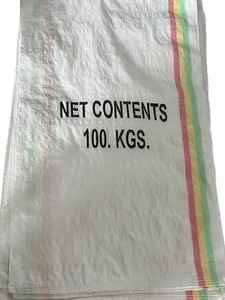 NET CONTENTS
100. KGS.